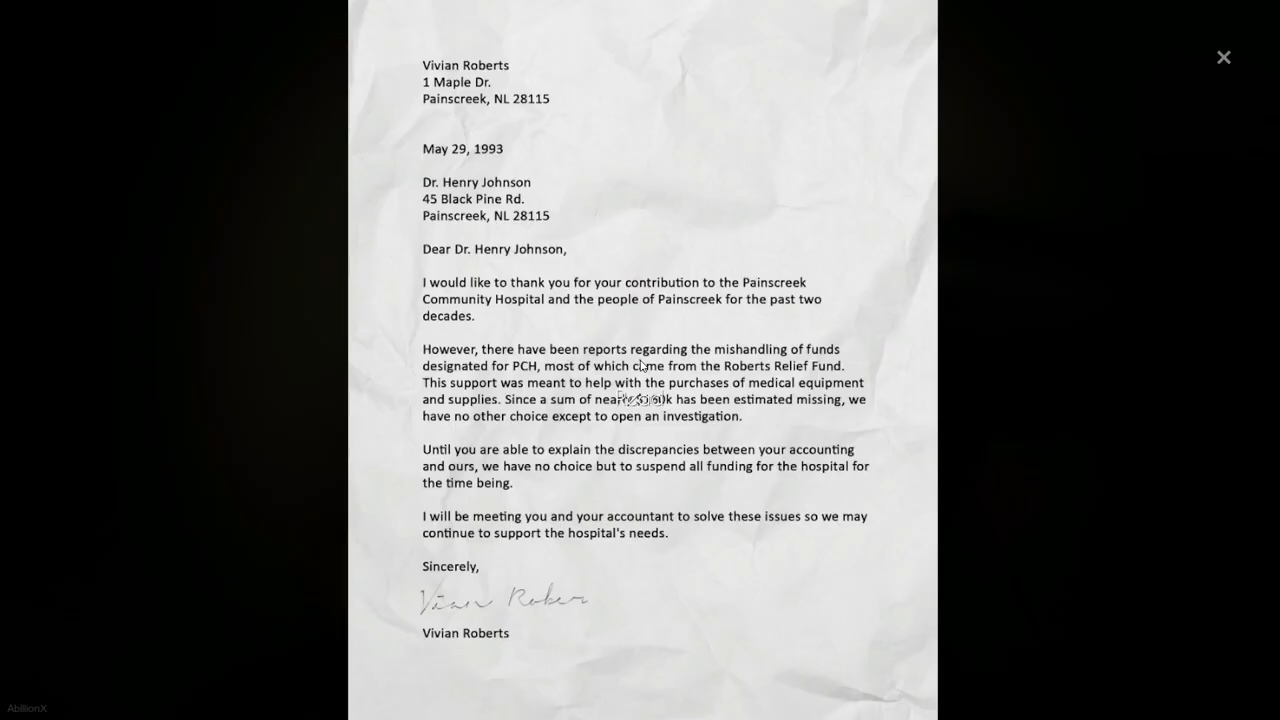 Vivian Roberts
1 Maple Dr.
Painscreek, NL 28115
May 29, 1993
Dr. Henry Johnson
45 Black Pine Rd.
Painscreek, NL 28115
Dear Dr. Henry Johnson,
I would like to thank you for your contribution to the Painscreek
Community Hospital and the people of Painscreek for the past two
decades.
However, there have been reports regarding the mishandling of funds
designated for PCH, most of which came from the Roberts Relief Fund.
This support was meant to help with the purchases of medical equipment
and supplies. Since a sum of has been estimated missing, we
have no other choice except to open an investigation.
Until you are able to explain the discrepancies between your accounting
and ours, we have no choice but to suspend all funding for the hospital for
the time being.
I will be meeting you and your accountant to solve these issues so we may
continue to support the hospital's needs.
Sincerely,
Vivian Roberts
AbillionX